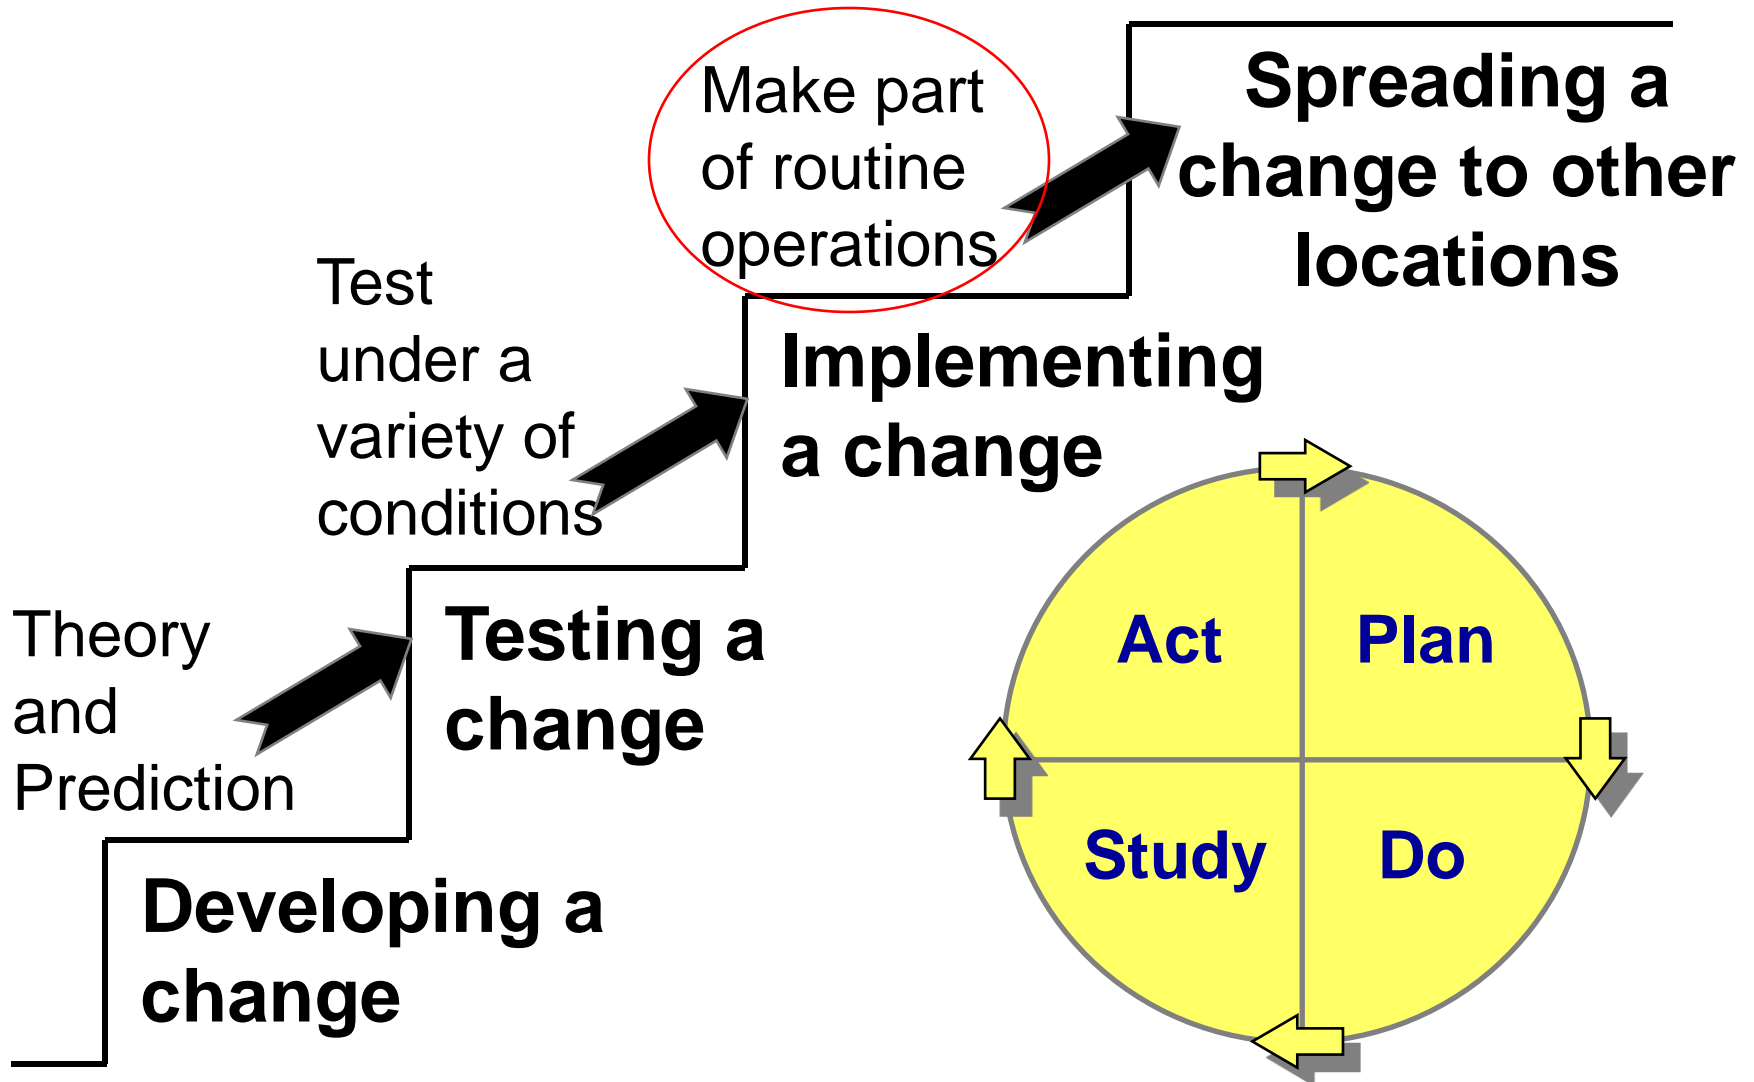 Make part
of routine
operations
Spreading a
change to other
locations
Test
under a
variety of
conditions
Implementing
a change
Theory
and
Prediction
Testing a
change
Developing a
change
Act
Plan
Study
Do